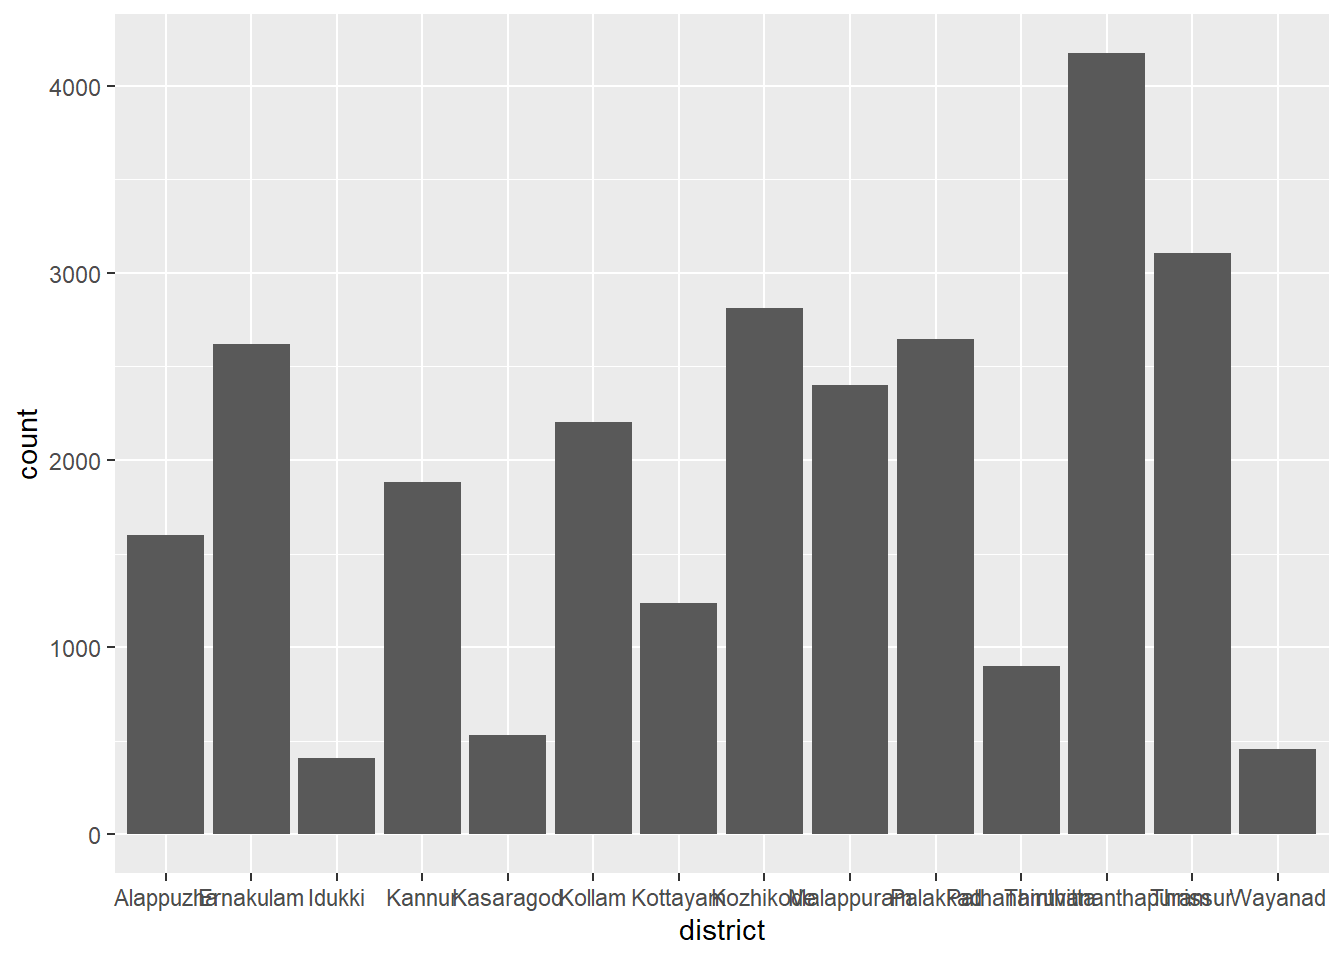 4000
3000
2000
1000
0
count
Alappuzha Ernakulam Idukki Kannur Kasaragod Kollam Kottayam Kozhikode Malappuram Palakkad Pathanamthitta Thiruvananthapuram Thrissur Wayanad
district